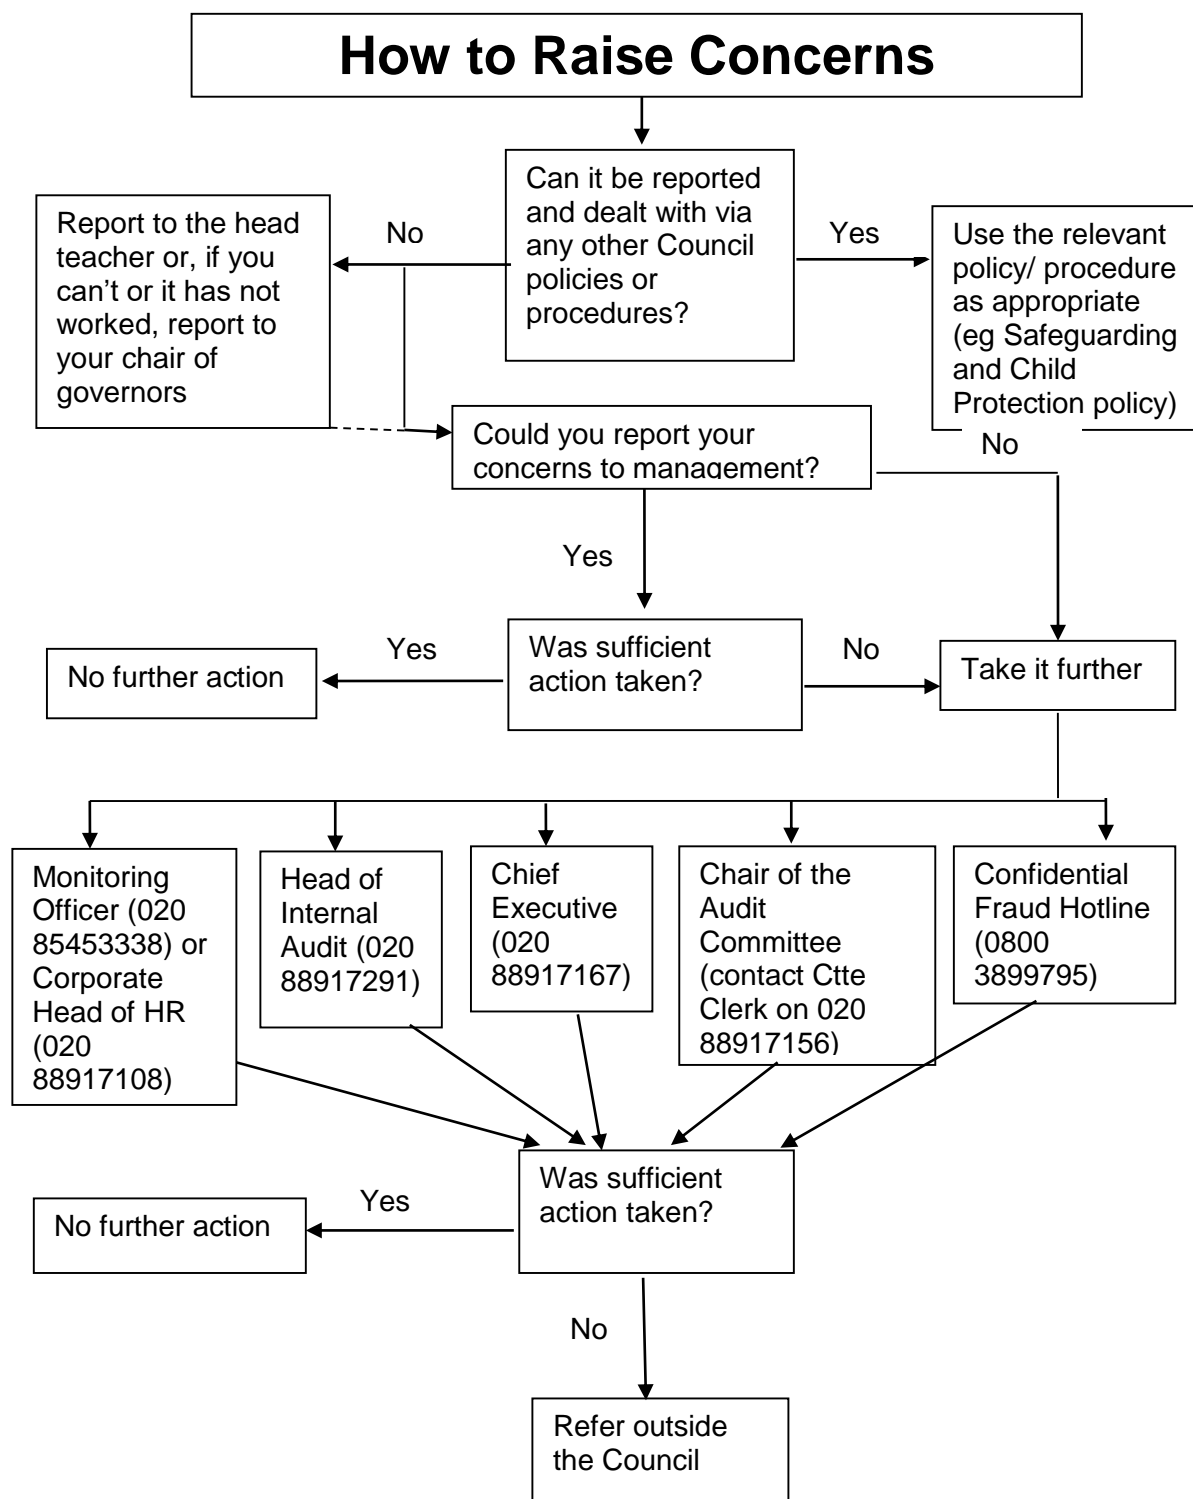 How to Raise Concerns
Can it be reported
and dealt with via
any other Council
policies or
procedures?
No
Yes
Report to the head
teacher or, if you
can’t or it has not
worked, report to
your chair of
governors
Use the relevant
policy/ procedure
as appropriate
(eg Safeguarding
and Child
Protection policy)
Could you report your
concerns to management?
No
Yes
Was sufficient
action taken?
Yes
No
No further action
Take it further
Monitoring
Officer (020
85453338) or
Corporate
Head of HR
(020
88917108)
Head of
Internal
Audit (020
88917291)
Chief
Executive
(020
88917167)
Chair of the
Audit
Committee
(contact Ctte
Clerk on 020
88917156)
Confidential
Fraud Hotline
(0800
3899795)
Was sufficient
action taken?
Yes
No further action
No
Refer outside
the Council